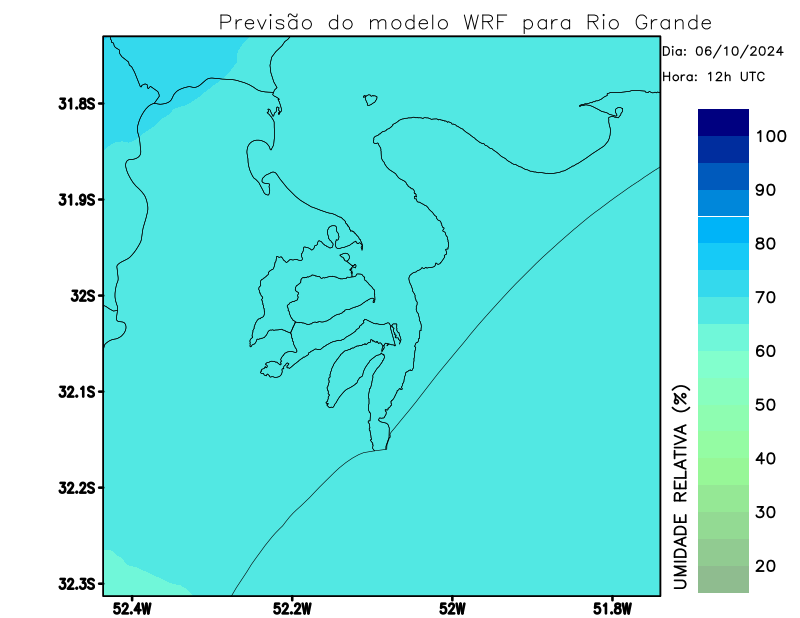 Previsão do modelo WRF para Rio Grande
Dia: 06/10/2024
Hora: 12h UTC
31.8S
31.9S
32S
32.1S
32.2S
32.3S
52.4W
52.2W
52W
51.8W
100
90
80
70
60
50
40
30
20
UMIDADE RELATIVA (%)